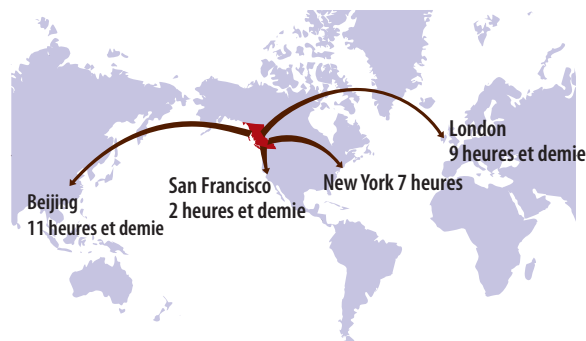 London
9 heures et demie
Beijing
11 heures et demie
San Francisco
2 heures et demie
New York 7 heures